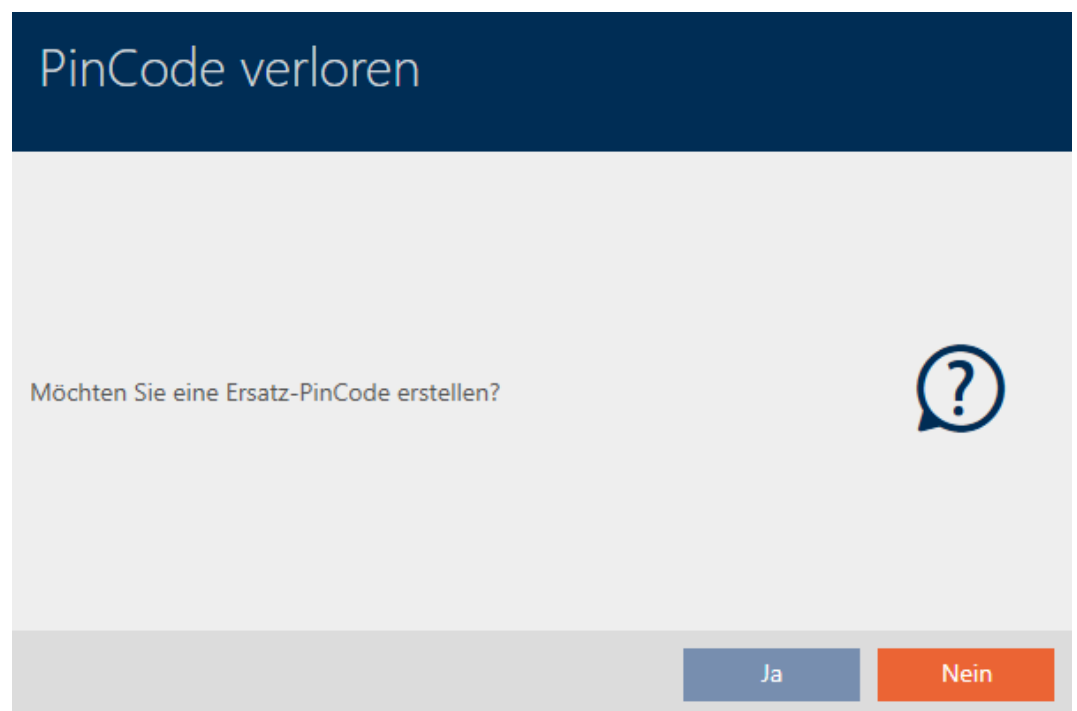 PinCode verloren
Möchten Sie eine Ersatz-PinCode erstellen?
?
Ja
Nein